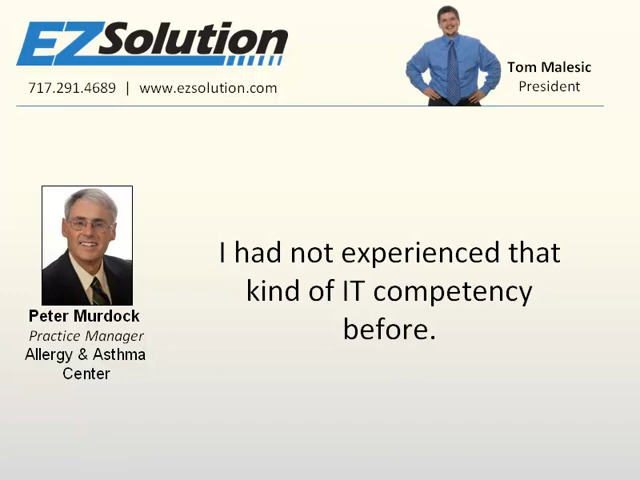 EZSolution
717.291.4689 | www.ezsolution.com
Tom Malesic
President
Peter Murdock
Practice Manager
Allergy & Asthma
Center
I had not experienced that
kind of IT competency
before.